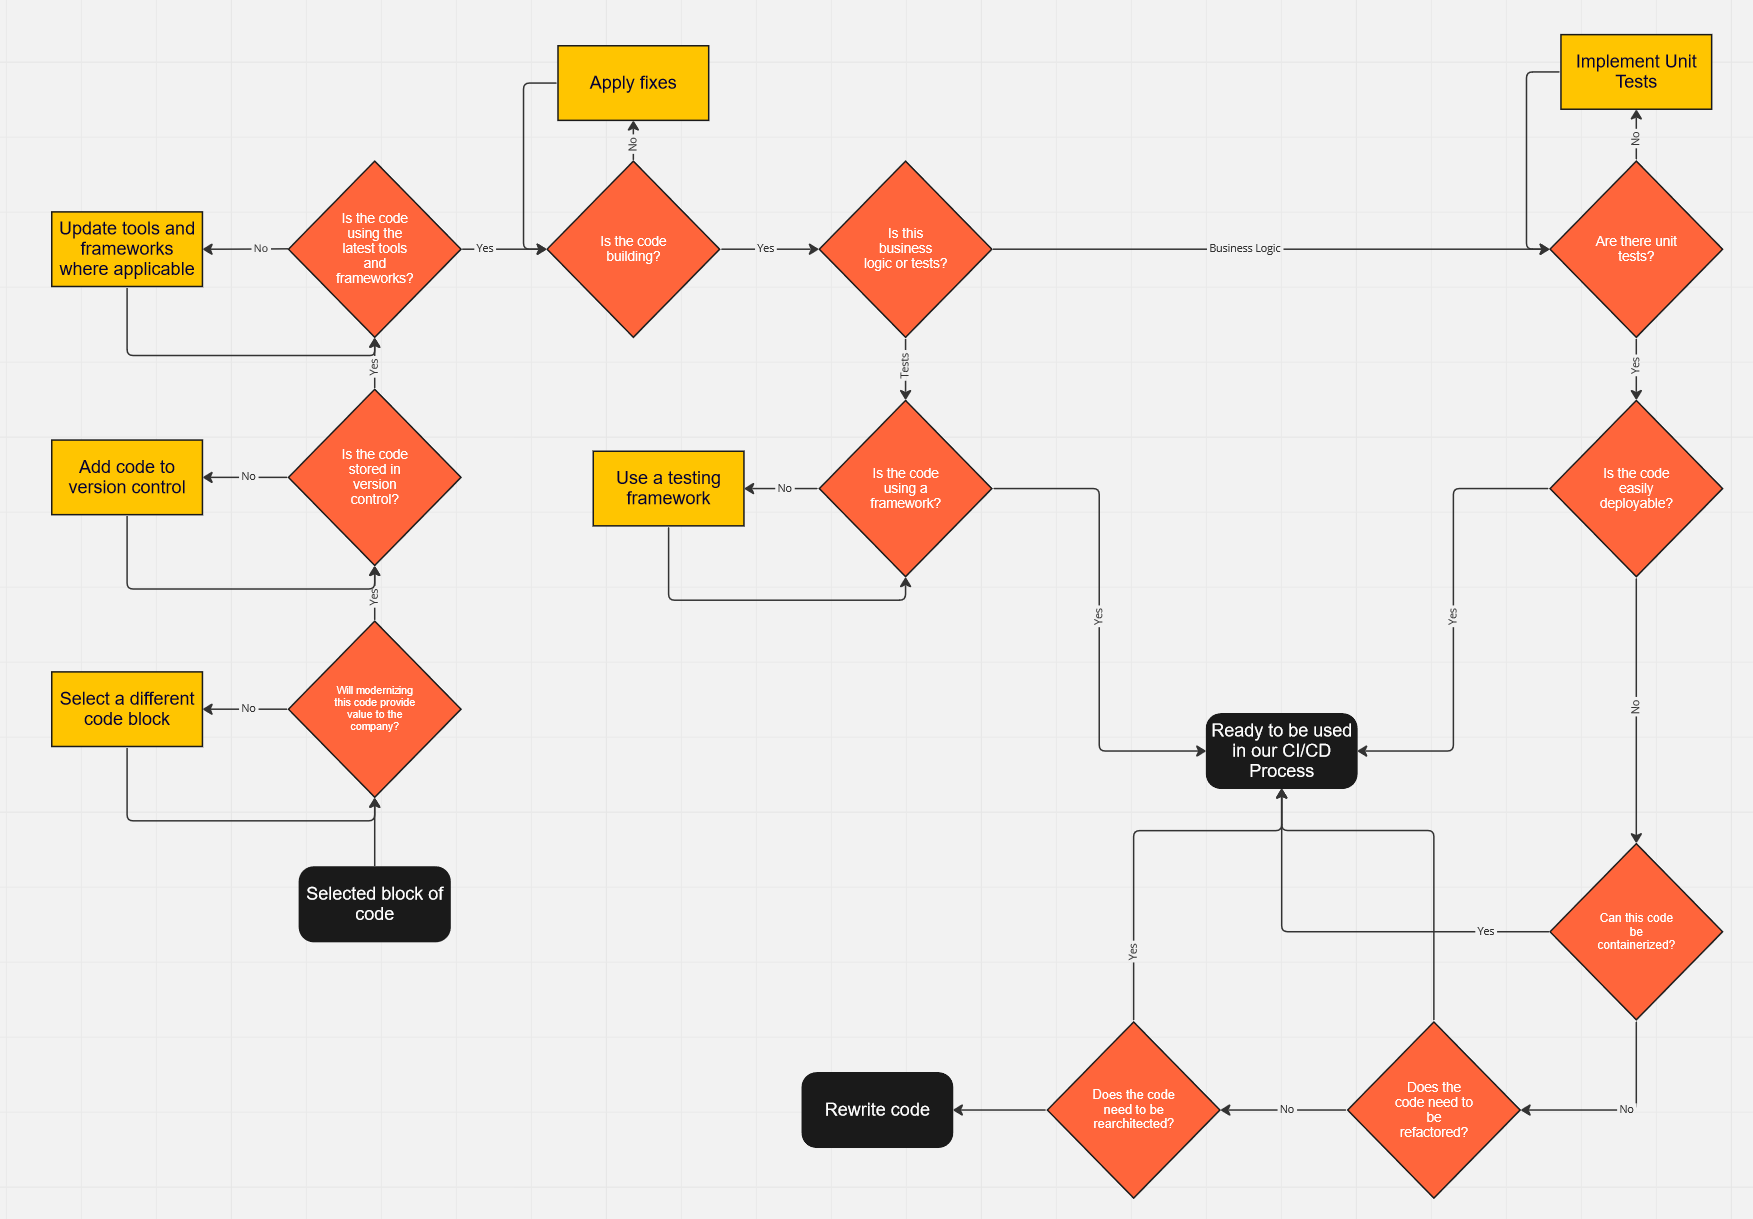 Apply fixes
Implement Unit
Tests
No
No
Update tools and
frameworks
where applicable
No
Is the code
using the
latest tools
and
frameworks?
Yes
Is the code
building?
Yes
Is this
business
logic or tests?
Business Logic
Are there unit
tests?
Yes
Tests
Yes
Add code to
version control
No
Is the code
stored in
version
control?
Use a testing
framework
No
Is the code
using a
framework?
Is the code
easily
deployable?
Yes
Yes
Yes
Select a different
code block
No
Will modernizing
this code provide
value to the
company?
No
Ready to be used
in our CI/CD
Process
Selected block of
code
Can this code
be
containerized?
Yes
Yes
Rewrite code
Does the code
need to be
rearchitected?
No
Does the
code need to
be
refactored?
No